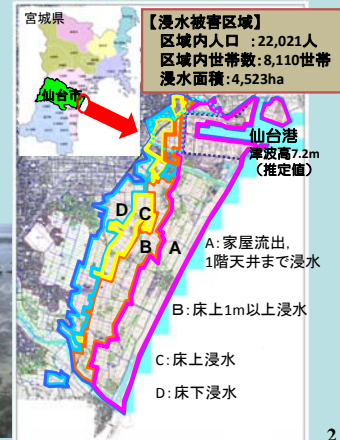 宮城県
【浸水被害区域】
区域内人口 :22,021人
区域内世帯数:8,110世帯
浸水面積:4,523ha
仙台市
仙台港
津波高7.2m
(推定値)
D
C
B
A
A:家屋流出,
1階天井まで浸水
B:床上1m以上浸水
C:床上浸水
D:床下浸水
2